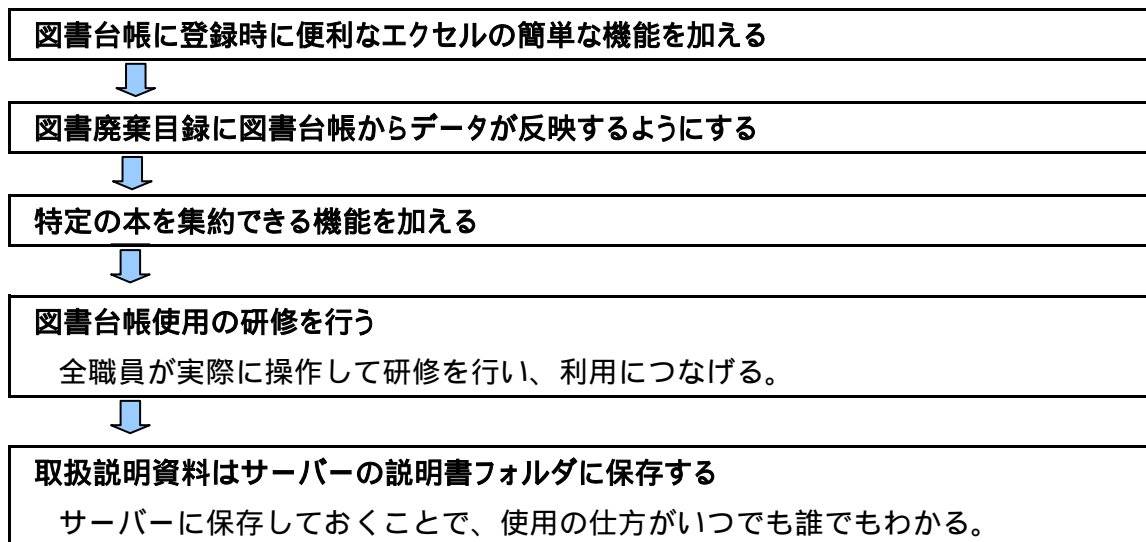 図書台帳に登録時に便利なエクセルの簡単な機能を加える
図書廃棄目録に図書台帳からデータが反映するようにする
特定の本を集約できる機能を加える
図書台帳使用の研修を行う
全職員が実際に操作して研修を行い、利用につなげる。
取扱説明資料はサーバーの説明書フォルダに保存する
サーバーに保存しておくことで、使用の仕方がいつでも誰でもわかる。